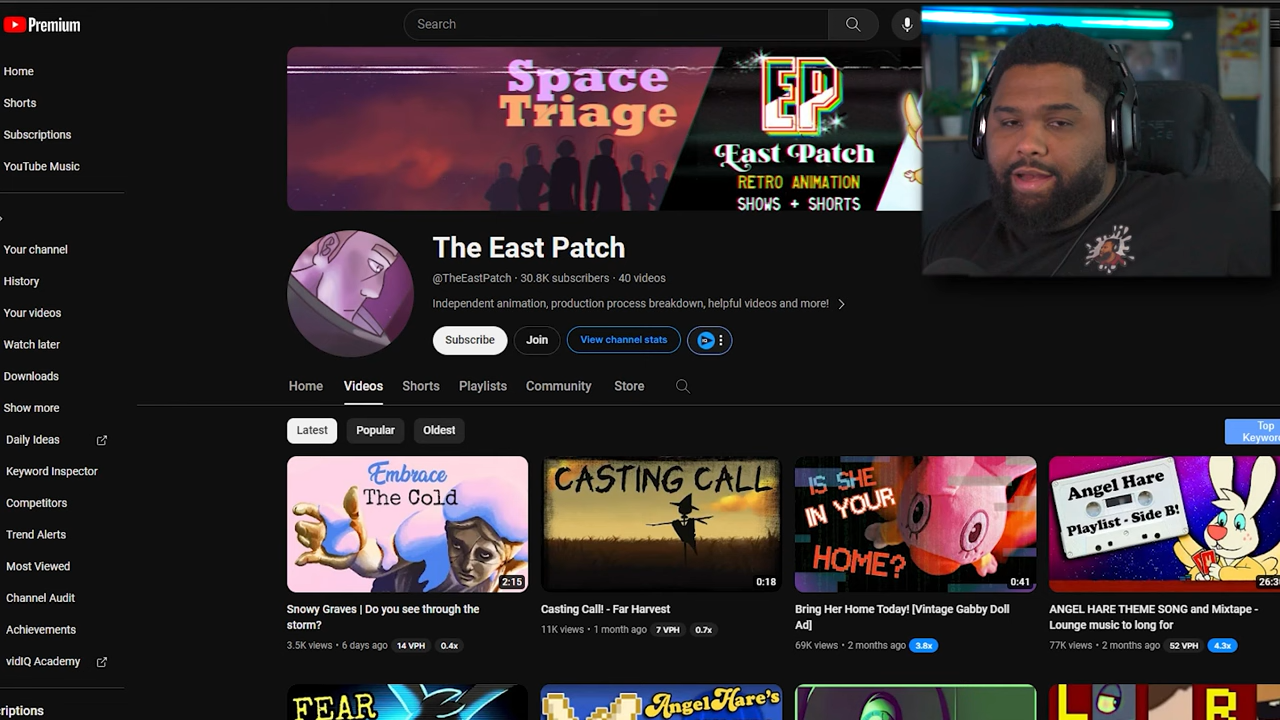 Premium
Search
Home
Shorts
Subscriptions
YouTube Music
Your channel
History
Your videos
Watch later
Downloads
Show more
Daily Ideas
Keyword Inspector
Competitors
Trend Alerts
Most Viewed
Channel Audit
Achievements
vidIQ Academy
riptions
Space
Triage
EP
East Patch
RETRO ANIMATION
SHOWS + SHORTS
The East Patch
@TheEastPatch · 30.8K subscribers · 40 videos
Independent animation, production process breakdown, helpful videos and more!
Subscribe
Join
View channel stats
Home
Videos
Shorts
Playlists
Community
Store
Latest
Popular
Oldest
Top
Keywor
Embrace
The Cold
2:15
Snowy Graves | Do you see through the
storm?
3.5K views · 6 days ago 14 VPH 0.4x
CASTING CALL
0:18
Casting Call! - Far Harvest
11K views · 1 month ago 7 VPH 0.7x
IS SHE
IN YOUR
HOME?
0:41
Bring Her Home Today! [Vintage Gabby Doll
Ad]
69K views · 2 months ago 3.8x
Angel Hare
Playlist - Side B!
26:3
ANGEL HARE THEME SONG and Mixtape -
Lounge music to long for
77K views · 2 months ago 52 VPH 4.3x
FEAR
Angel Hare's